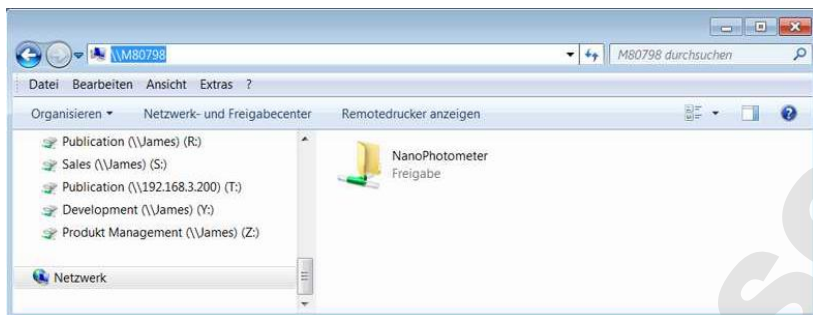 \\M80798
M80798 durchsuchen
Datei Bearbeiten Ansicht Extras ?
Organisieren Netzwerk- und Freigabecenter Remotedrucker anzeigen
Publication (\\James) (R:)
Sales (\\James) (S:)
Publication (\\192.168.3.200) (T:)
Development (\\James) (Y:)
Produkt Management (\\James) (Z:)
Netzwerk
NanoPhotometer
Freigabe